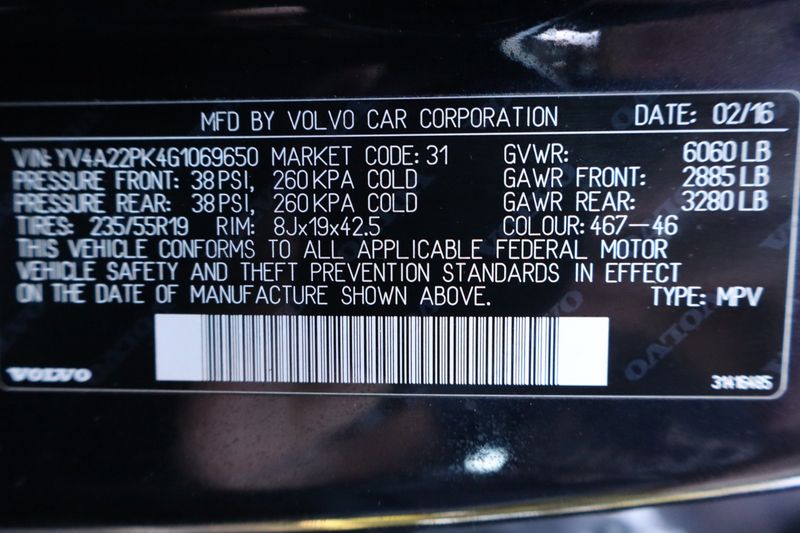 MFD BY VOLVO CAR CORPORATION DATE: 02/16
VIN: YV4A22PK4G1069650 MARKET CODE: 31 GVWR: 6060 LB
PRESSURE FRONT: 38 PSI, 260 KPA COLD GAWR FRONT: 2885 LB
PRESSURE REAR: 38 PSI, 260 KPA COLD GAWR REAR: 3280 LB
TIRES: 235/55R19 RIM: 8Jx19x42.5 COLOUR: 467-46
THIS VEHICLE CONFORMS TO ALL APPLICABLE FEDERAL MOTOR
VEHICLE SAFETY AND THEFT PREVENTION STANDARDS IN EFFECT
ON THE DATE OF MANUFACTURE SHOWN ABOVE. TYPE: MPV
VOLVO 31416485